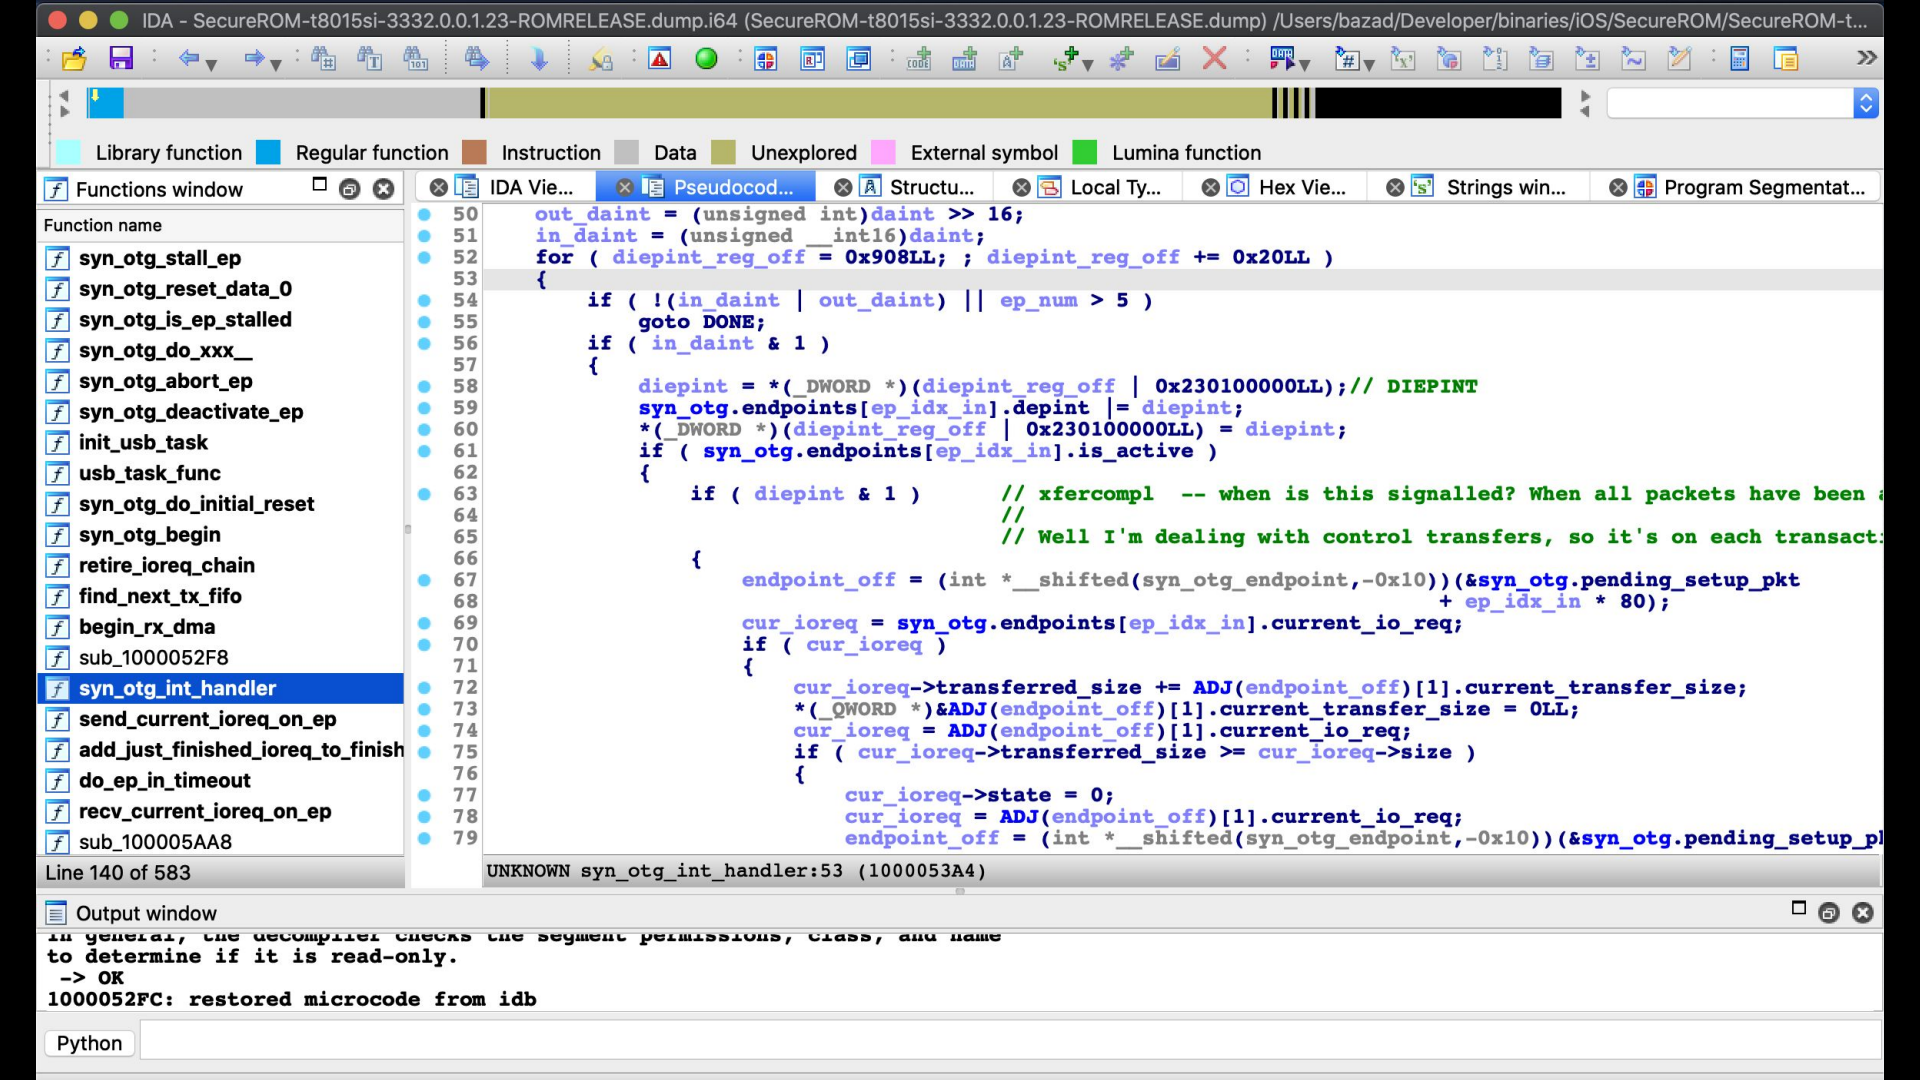 IDA - SecureROM-t8015si-3332.0.0.1.23-ROMRELEASE.dump.i64 (SecureROM-t8015si-3332.0.0.1.23-ROMRELEASE.dump) /Users/bazad/Developer/binaries/iOS/SecureROM/SecureROM-t...
Library function Regular function Instruction Data Unexplored External symbol Lumina function
Functions window
IDA Vie... Pseudocod... Structu... Local Ty... Hex Vie... Strings win... Program Segmentat...
Function name
syn_otg_stall_ep
syn_otg_reset_data_0
syn_otg_is_ep_stalled
syn_otg_do_xxx__
syn_otg_abort_ep
syn_otg_deactivate_ep
init_usb_task
usb_task_func
syn_otg_do_initial_reset
syn_otg_begin
retire_ioreq_chain
find_next_tx_fifo
begin_rx_dma
sub_1000052F8
syn_otg_int_handler
send_current_ioreq_on_ep
add_just_finished_ioreq_to_finish
do_ep_in_timeout
recv_current_ioreq_on_ep
sub_100005AA8
Line 140 of 583
50 out_daint = (unsigned int)daint >> 16;
51 in_daint = (unsigned __int16)daint;
52 for ( diepint_reg_off = 0x908LL; ; diepint_reg_off += 0x20LL )
53 {
54 if ( !(in_daint | out_daint) || ep_num > 5 )
55 goto DONE;
56 if ( in_daint & 1 )
57 {
58 diepint = *(_DWORD *)(diepint_reg_off | 0x230100000LL);// DIEPINT
59 syn_otg.endpoints[ep_idx_in].depint |= diepint;
60 *(_DWORD *)(diepint_reg_off | 0x230100000LL) = diepint;
61 if ( syn_otg.endpoints[ep_idx_in].is_active )
62 {
63 if ( diepint & 1 ) // xfercompl -- when is this signalled? When all packets have been
64 //
65 // Well I'm dealing with control transfers, so it's on each transact
66 {
67 endpoint_off = (int *__shifted(syn_otg_endpoint,-0x10))(&syn_otg.pending_setup_pkt
68 + ep_idx_in * 80);
69 cur_ioreq = syn_otg.endpoints[ep_idx_in].current_io_req;
70 if ( cur_ioreq )
71 {
72 cur_ioreq->transferred_size += ADJ(endpoint_off)[1].current_transfer_size;
73 *(_QWORD *)&ADJ(endpoint_off)[1].current_transfer_size = 0LL;
74 cur_ioreq = ADJ(endpoint_off)[1].current_io_req;
75 if ( cur_ioreq->transferred_size >= cur_ioreq->size )
76 {
77 cur_ioreq->state = 0;
78 cur_ioreq = ADJ(endpoint_off)[1].current_io_req;
79 endpoint_off = (int *__shifted(syn_otg_endpoint,-0x10))(&syn_otg.pending_setup_p
UNKNOWN syn_otg_int_handler:53 (1000053A4)
Output window
In general, the decompiler checks the segment permissions, class, and name
to determine if it is read-only.
-> OK
1000052FC: restored microcode from idb
Python